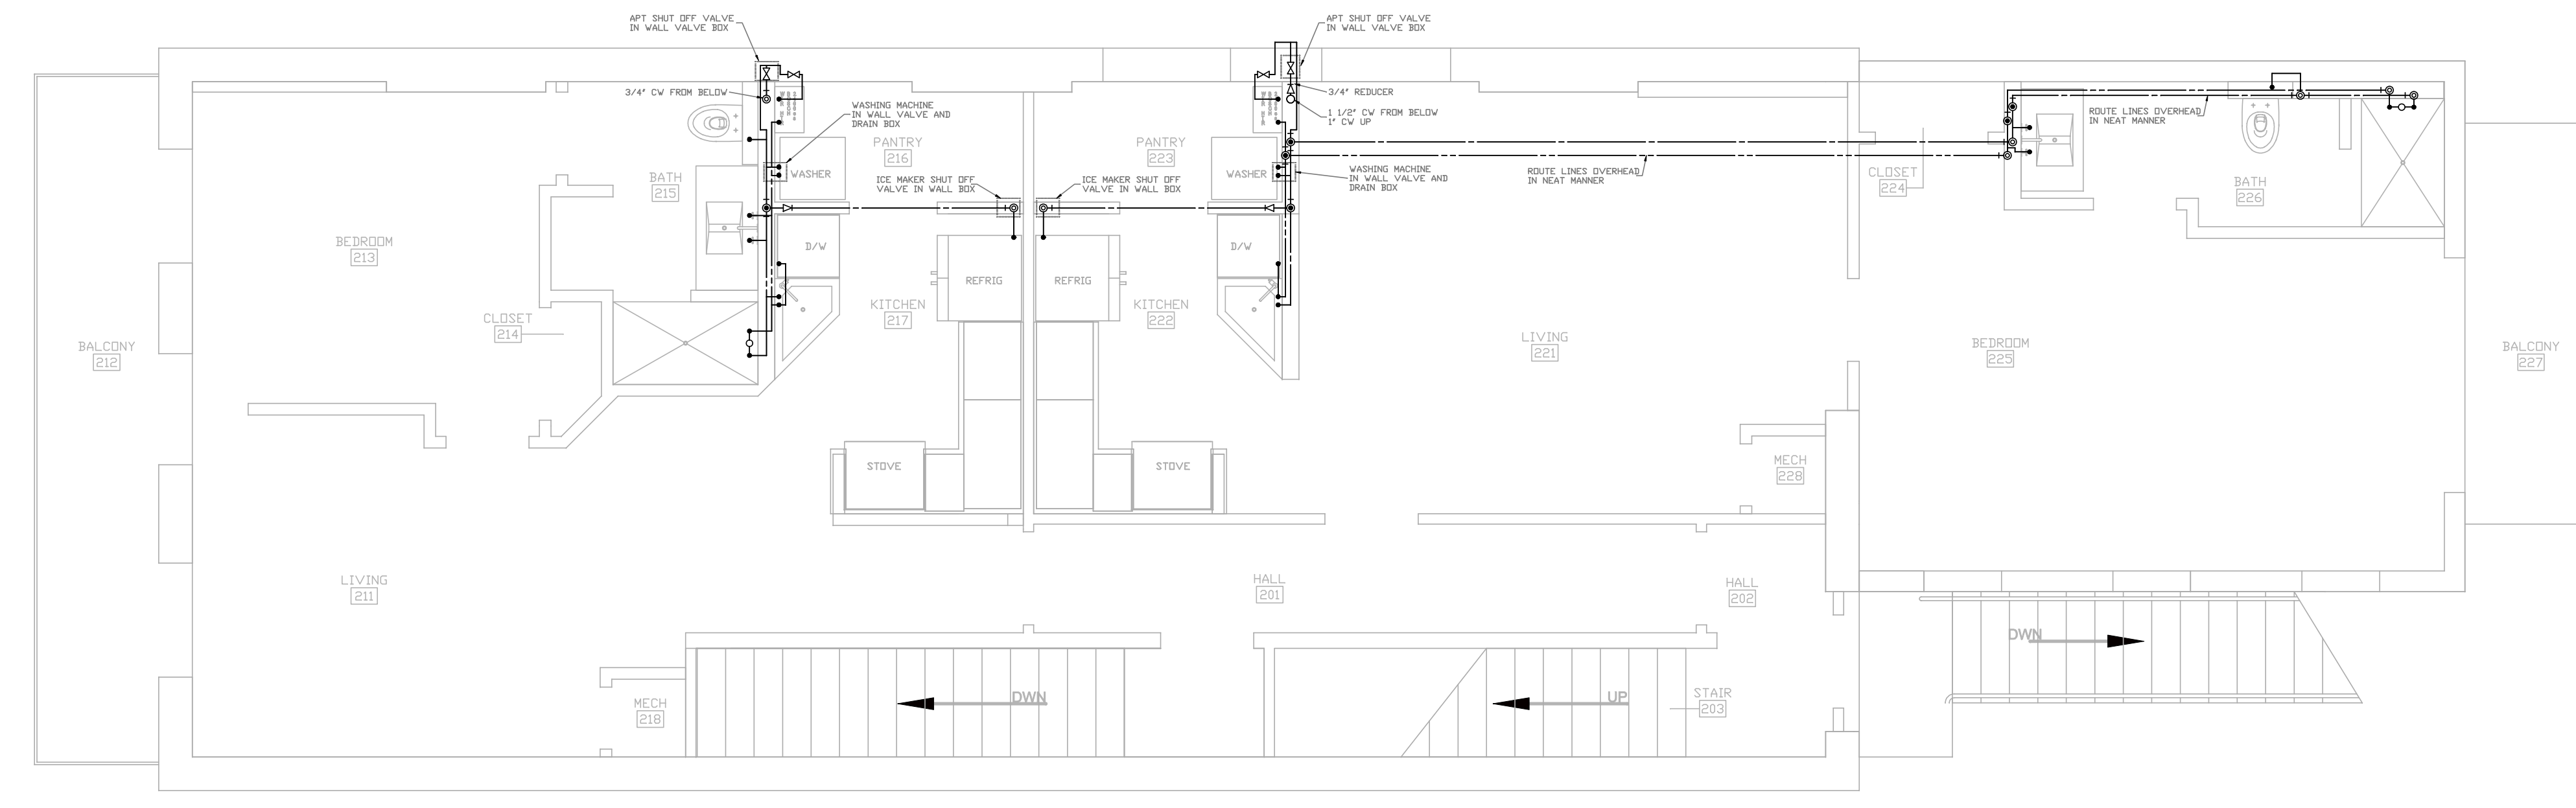 APT SHUT OFF VALVE
IN WALL VALVE BOX
APT SHUT OFF VALVE
IN WALL VALVE BOX
3/4" CW FROM BELOW
WASHING MACHINE
IN WALL VALVE AND
DRAIN BOX
3/4" REDUCER
1 1/2" CW FROM BELOW
1" CW UP
ROUTE LINES OVERHEAD
IN NEAT MANNER
PANTRY
216
PANTRY
223
WASHER
WASHER
WASHING MACHINE
IN WALL VALVE AND
DRAIN BOX
ROUTE LINES OVERHEAD
IN NEAT MANNER
CLOSET
224
BATH
215
ICE MAKER SHUT OFF
VALVE IN WALL BOX
ICE MAKER SHUT OFF
VALVE IN WALL BOX
BATH
226
BEDROOM
213
D/W
D/W
REFRIG
REFRIG
KITCHEN
217
KITCHEN
222
CLOSET
214
BALCONY
212
LIVING
221
BEDROOM
225
BALCONY
227
STOVE
STOVE
MECH
228
LIVING
211
HALL
201
HALL
202
DWN
MECH
218
DWN
UP
STAIR
203